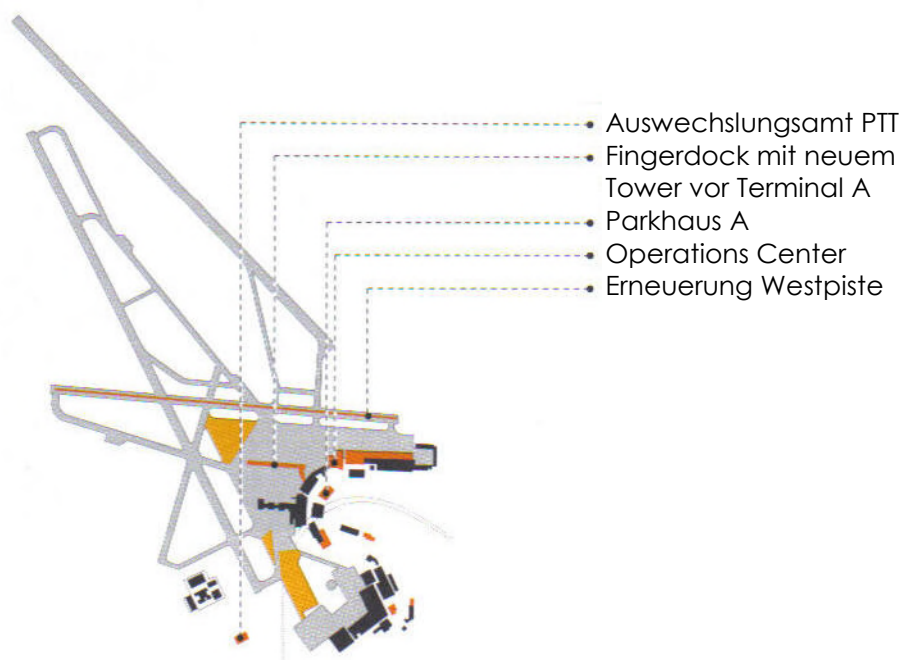 Auswechslungsamt PTT
Fingerdock mit neuem
Tower vor Terminal A
Parkhaus A
Operations Center
Erneuerung Westpiste